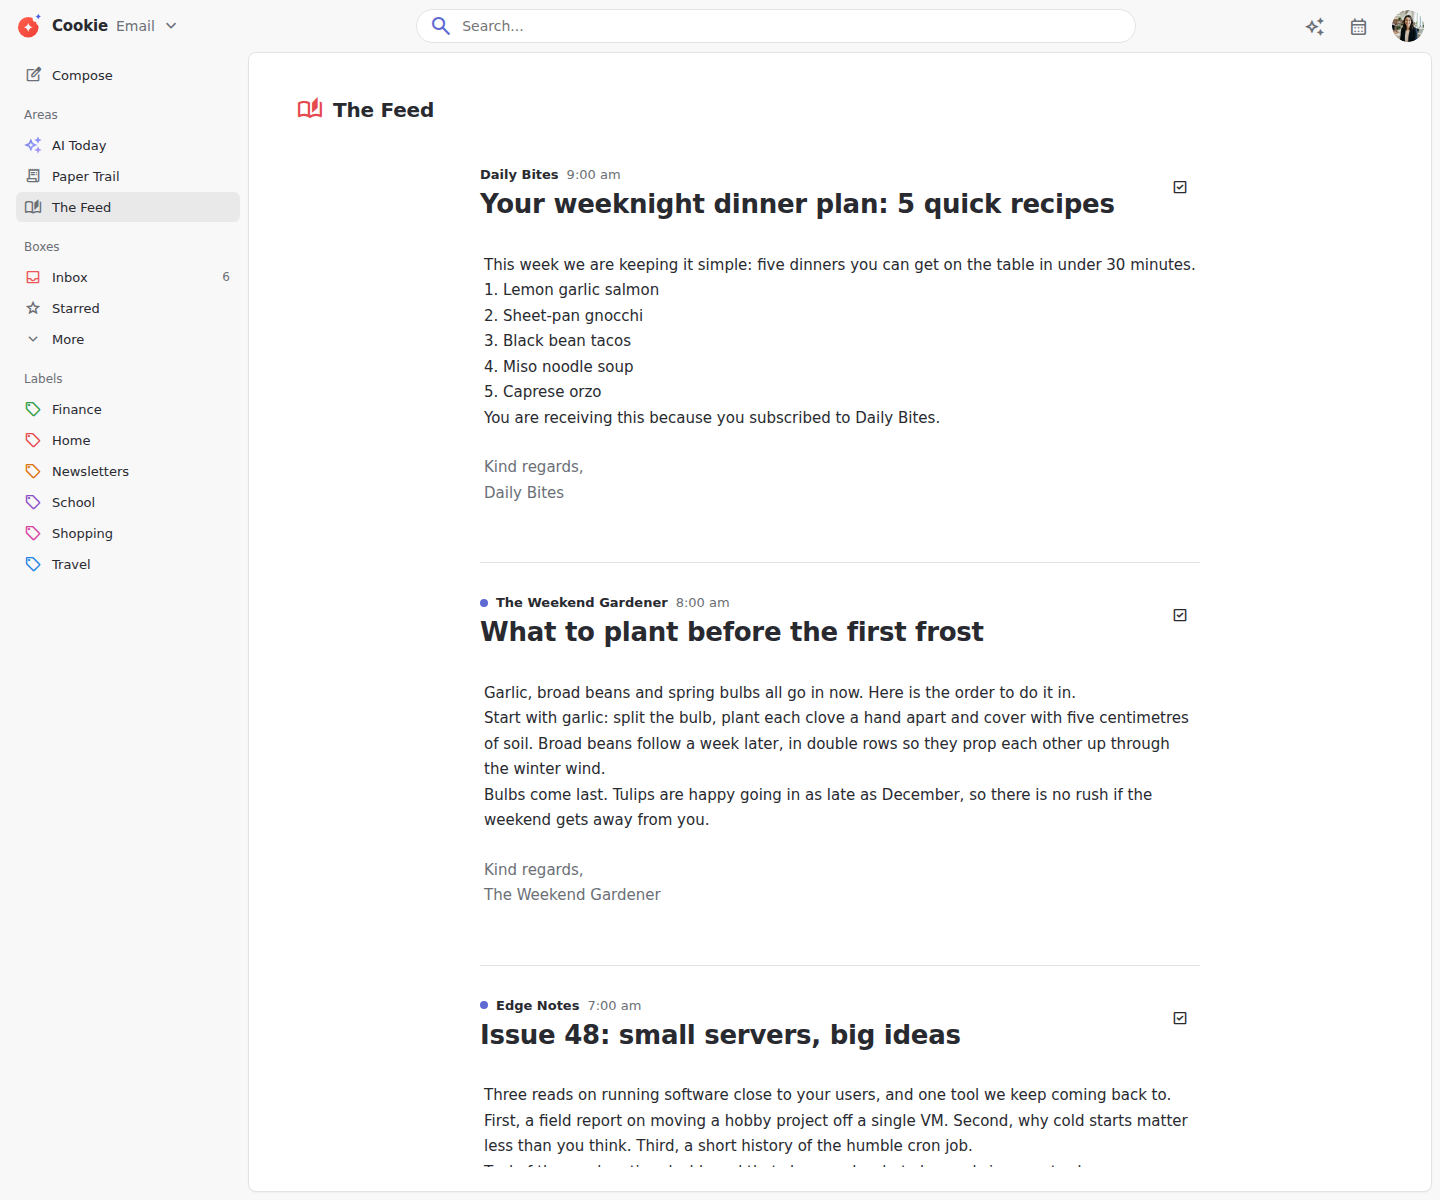 Cookie Email
Search...
Compose
Areas
AI Today
Paper Trail
The Feed
Boxes
Inbox 6
Starred
More
Labels
Finance
Home
Newsletters
School
Shopping
Travel
The Feed
Daily Bites 9:00 am
Your weeknight dinner plan: 5 quick recipes
This week we are keeping it simple: five dinners you can get on the table in under 30 minutes.
1. Lemon garlic salmon
2. Sheet-pan gnocchi
3. Black bean tacos
4. Miso noodle soup
5. Caprese orzo
You are receiving this because you subscribed to Daily Bites.
Kind regards,
Daily Bites
The Weekend Gardener 8:00 am
What to plant before the first frost
Garlic, broad beans and spring bulbs all go in now. Here is the order to do it in.
Start with garlic: split the bulb, plant each clove a hand apart and cover with five centimetres
of soil. Broad beans follow a week later, in double rows so they prop each other up through
the winter wind.
Bulbs come last. Tulips are happy going in as late as December, so there is no rush if the
weekend gets away from you.
Kind regards,
The Weekend Gardener
Edge Notes 7:00 am
Issue 48: small servers, big ideas
Three reads on running software close to your users, and one tool we keep coming back to.
First, a field report on moving a hobby project off a single VM. Second, why cold starts matter
less than you think. Third, a short history of the humble cron job.